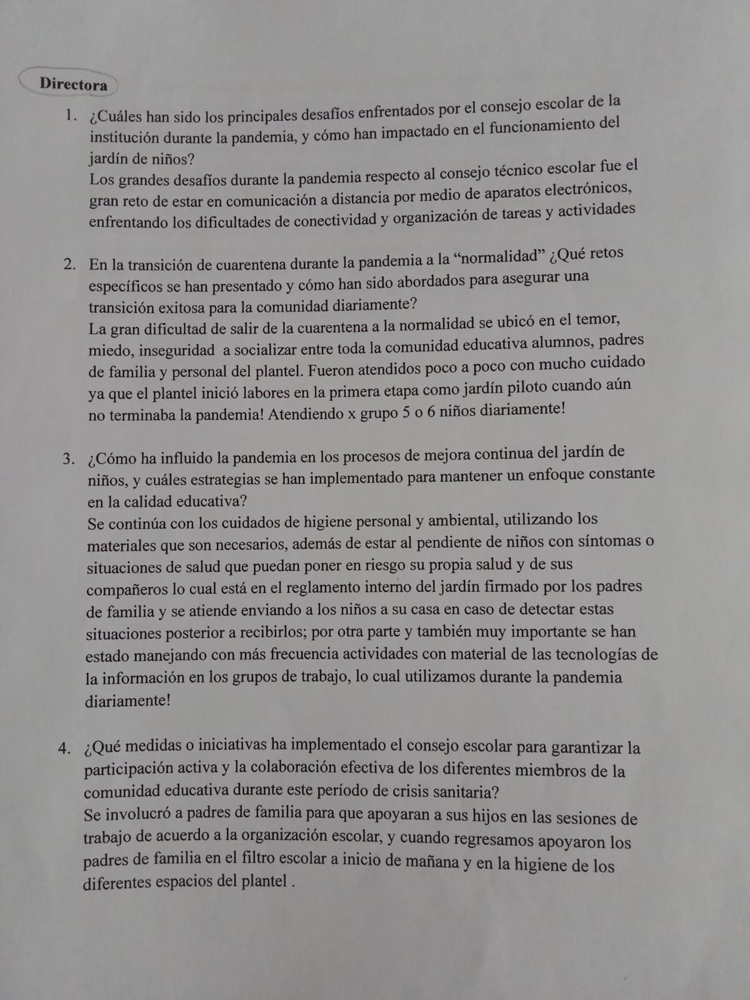 Directora
1. ¿Cuáles han sido los principales desafíos enfrentados por el consejo escolar de la
institución durante la pandemia, y cómo han impactado en el funcionamiento del
jardín de niños?
Los grandes desafíos durante la pandemia respecto al consejo técnico escolar fue el
gran reto de estar en comunicación a distancia por medio de aparatos electrónicos,
enfrentando los dificultades de conectividad y organización de tareas y actividades
2. En la transición de cuarentena durante la pandemia a la “normalidad” ¿Qué retos
específicos se han presentado y cómo han sido abordados para asegurar una
transición exitosa para la comunidad diariamente?
La gran dificultad de salir de la cuarentena a la normalidad se ubicó en el temor,
miedo, inseguridad a socializar entre toda la comunidad educativa alumnos, padres
de familia y personal del plantel. Fueron atendidos poco a poco con mucho cuidado
ya que el plantel inició labores en la primera etapa como jardín piloto cuando aún
no terminaba la pandemia! Atendiendo x grupo 5 o 6 niños diariamente!
3. ¿Cómo ha influido la pandemia en los procesos de mejora continua del jardín de
niños, y cuáles estrategias se han implementado para mantener un enfoque constante
en la calidad educativa?
Se continúa con los cuidados de higiene personal y ambiental, utilizando los
materiales que son necesarios, además de estar al pendiente de niños con síntomas o
situaciones de salud que puedan poner en riesgo su propia salud y de sus
compañeros lo cual está en el reglamento interno del jardín firmado por los padres
de familia y se atiende enviando a los niños a su casa en caso de detectar estas
situaciones posterior a recibirlos; por otra parte y también muy importante se han
estado manejando con más frecuencia actividades con material de las tecnologías de
la información en los grupos de trabajo, lo cual utilizamos durante la pandemia
diariamente!
4. ¿Qué medidas o iniciativas ha implementado el consejo escolar para garantizar la
participación activa y la colaboración efectiva de los diferentes miembros de la
comunidad educativa durante este período de crisis sanitaria?
Se involucró a padres de familia para que apoyaran a sus hijos en las sesiones de
trabajo de acuerdo a la organización escolar, y cuando regresamos apoyaron los
padres de familia en el filtro escolar a inicio de mañana y en la higiene de los
diferentes espacios del plantel .